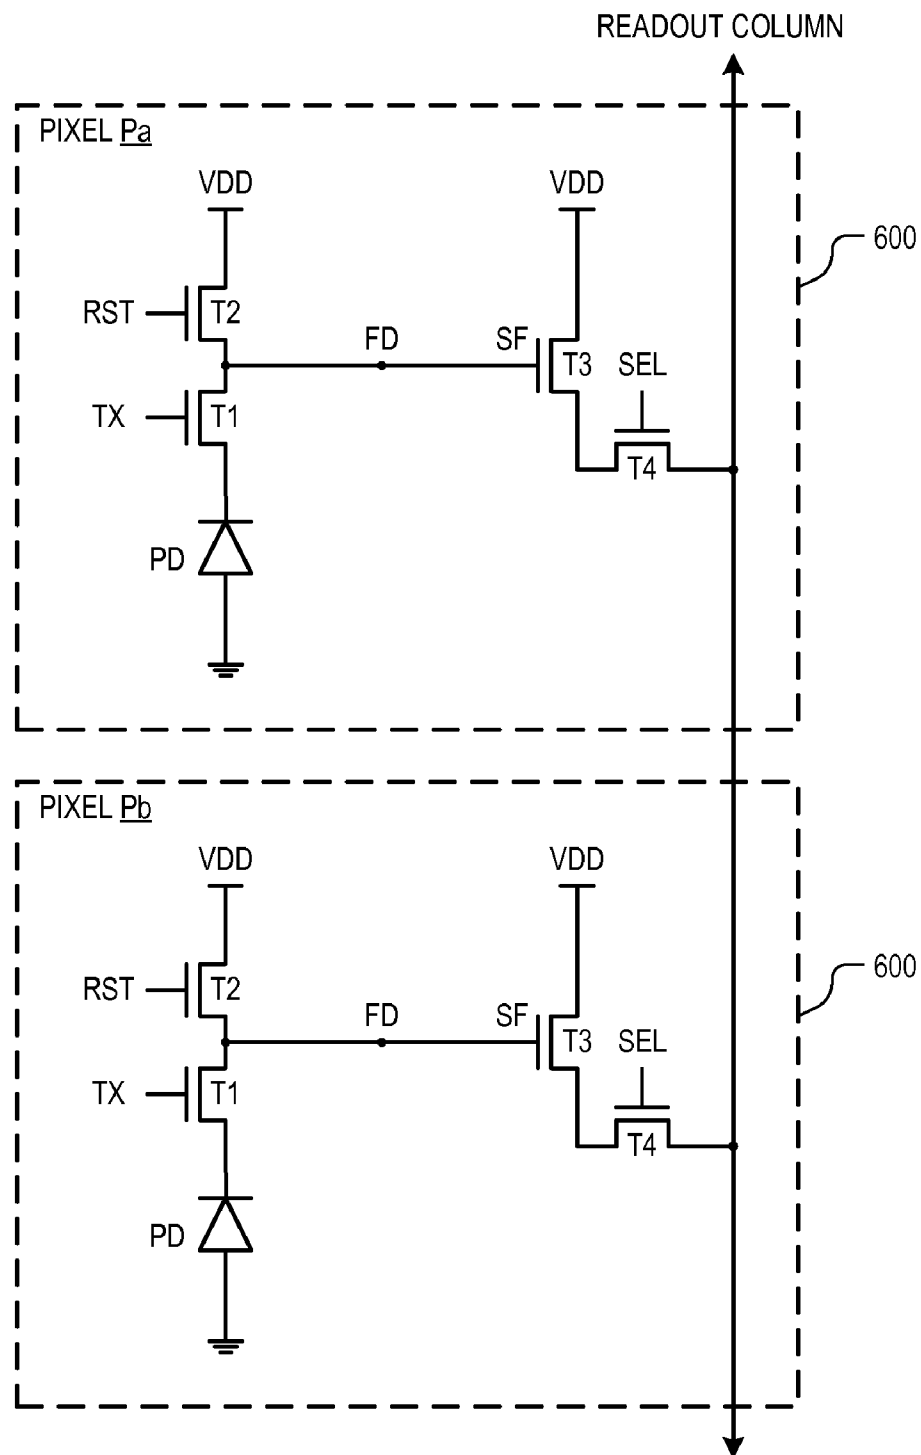 READOUT COLUMN
PIXEL Pa
VDD
VDD
600
RST
T2
FD
SF
T3
SEL
TX
T1
T4
PD
PIXEL Pb
VDD
VDD
600
RST
T2
FD
SF
T3
SEL
TX
T1
T4
PD